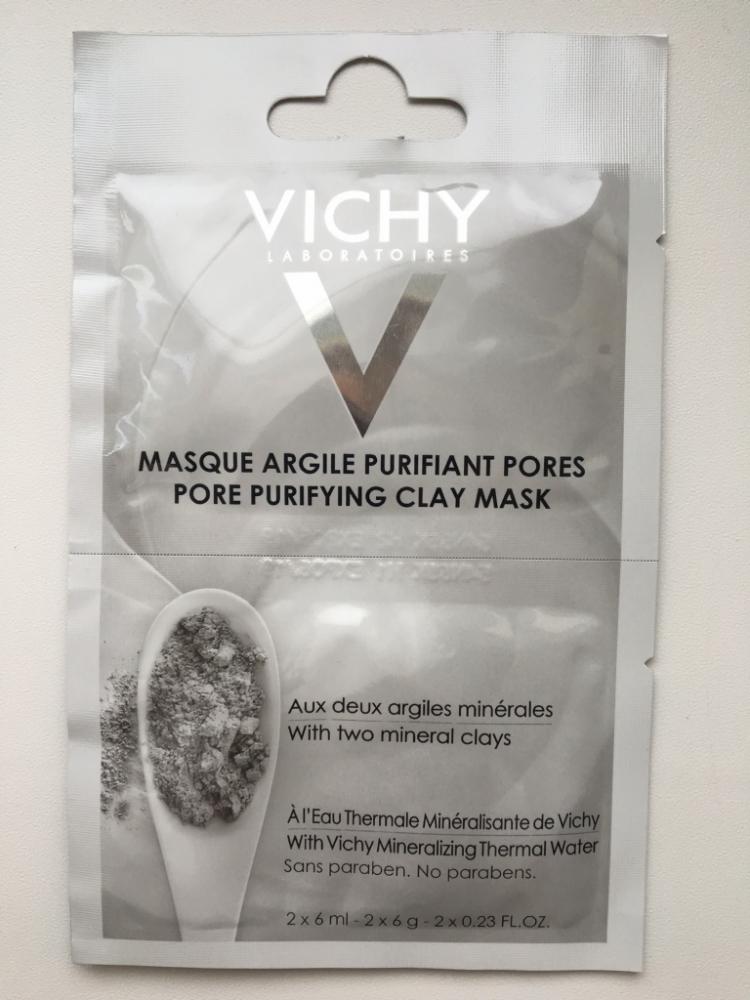 VICHY
LABORATOIRES
V
MASQUE ARGILE PURIFIANT PORES
PORE PURIFYING CLAY MASK
Aux deux argiles minérales
With two mineral clays
À l'Eau Thermale Minéralisante de Vichy
With Vichy Mineralizing Thermal Water
Sans paraben. No parabens.
2 x 6 ml - 2 x 6 g - 2 x 0.23 FL.OZ.